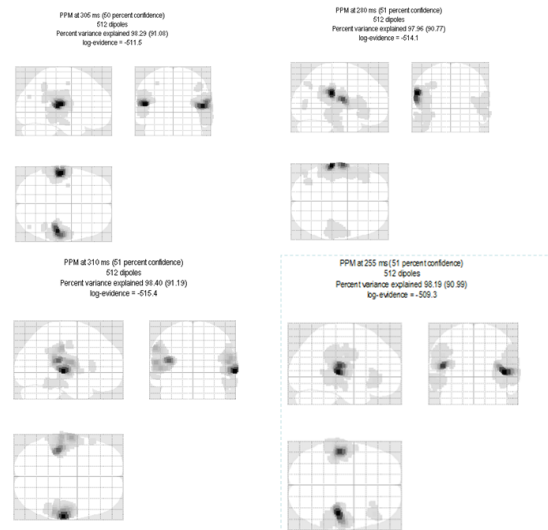 PPM at 305 ms (50 percent confidence)
512 dipoles
Percent variance explained 98.29 (91.08)
log-evidence = -511.5
PPM at 280 ms (51 percent confidence)
512 dipoles
Percent variance explained 97.96 (90.77)
log-evidence = -514.1
PPM at 310 ms (51 percent confidence)
512 dipoles
Percent variance explained 98.40 (91.19)
log-evidence = -515.4
PPM at 255 ms (51 percent confidence)
512 dipoles
Percent variance explained 98.19 (90.99)
log-evidence = -509.3